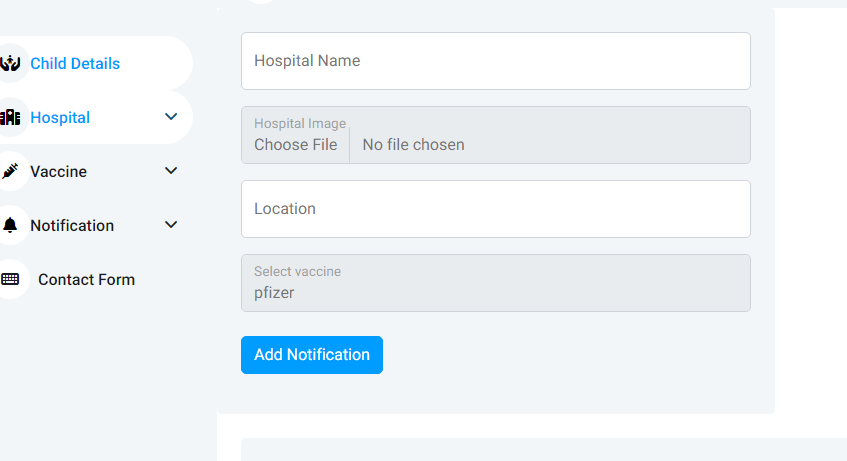 Child Details
Hospital
Vaccine
Notification
Contact Form
Hospital Name
Hospital Image
Choose File No file chosen
Location
Select vaccine
pfizer
Add Notification